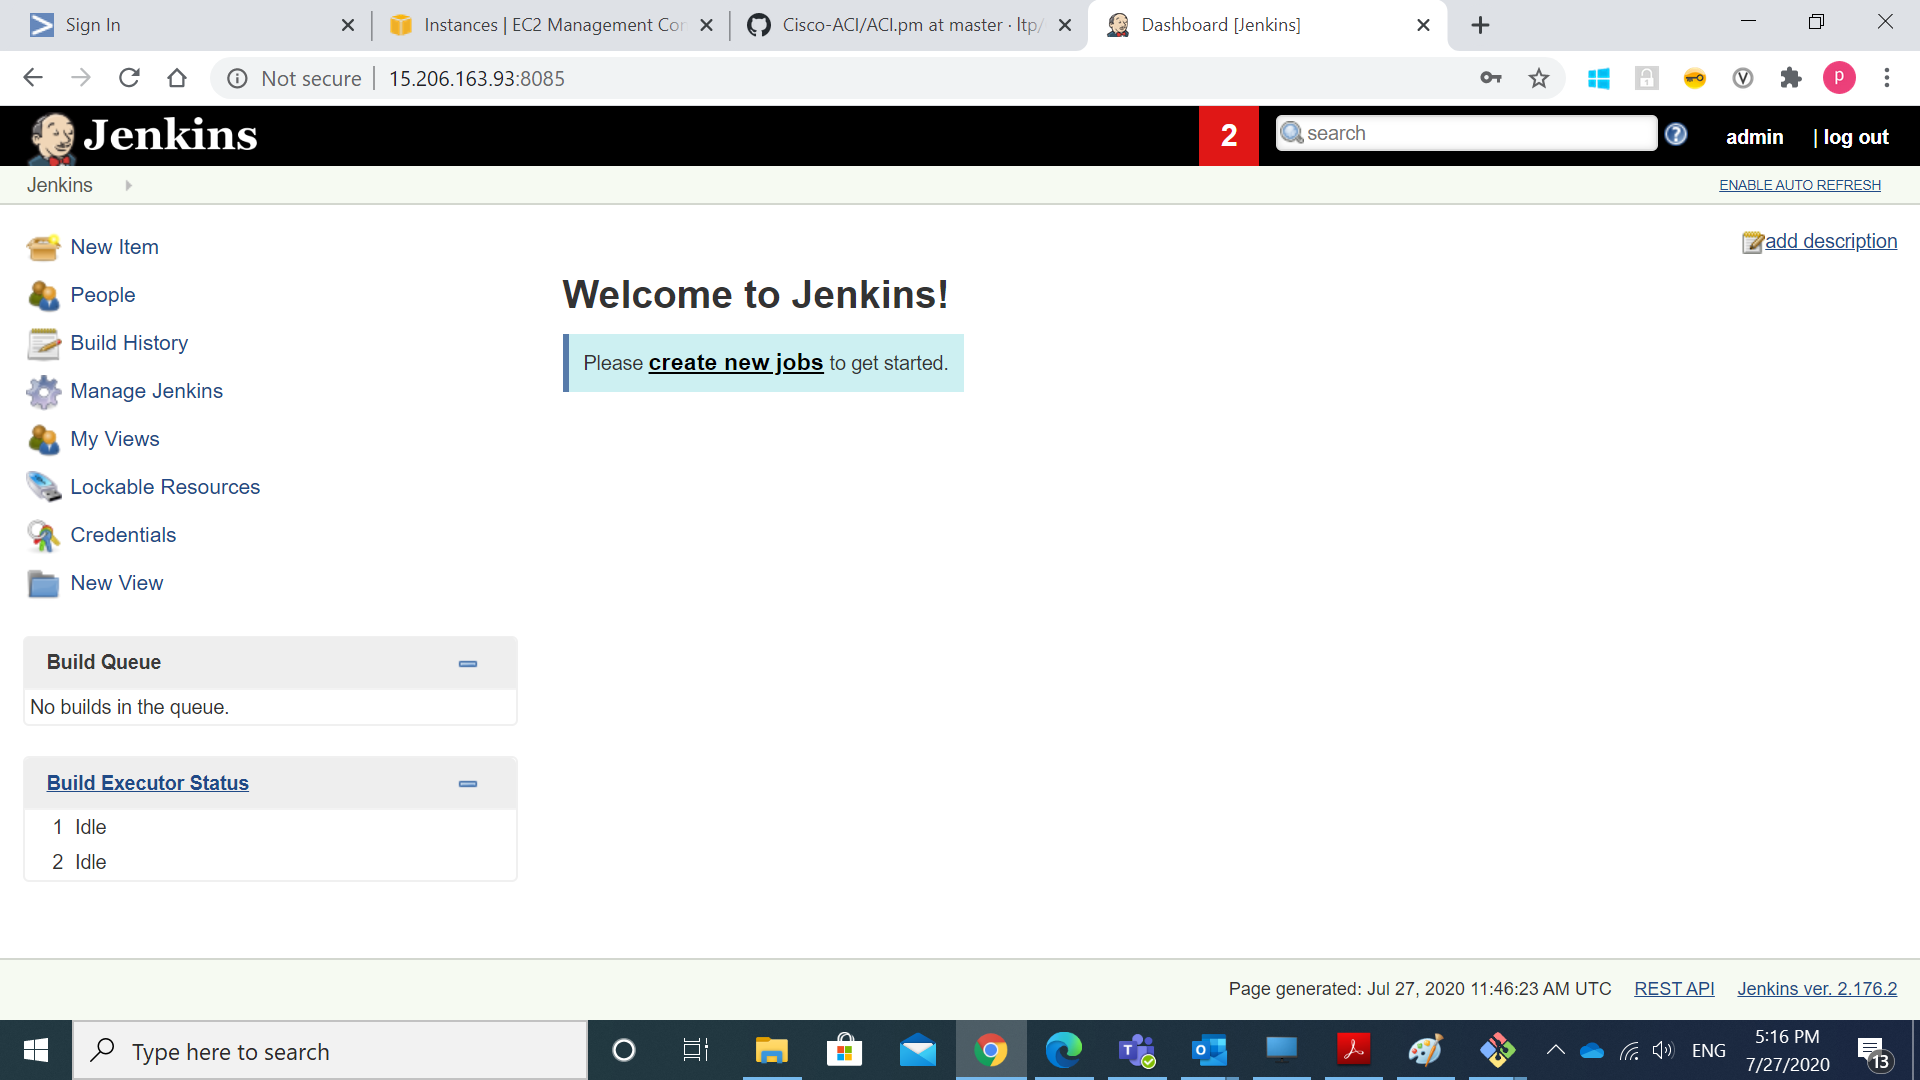 Sign In
Instances | EC2 Management Con
Cisco-ACI/ACI.pm at master · ltp/
Dashboard [Jenkins]
Not secure
15.206.163.93:8085
p
Jenkins
2
search
admin
| log out
Jenkins
ENABLE AUTO REFRESH
New Item
People
Build History
Manage Jenkins
My Views
Lockable Resources
Credentials
New View
add description
Welcome to Jenkins!
Please create new jobs to get started.
Build Queue
No builds in the queue.
Build Executor Status
1 Idle
2 Idle
Page generated: Jul 27, 2020 11:46:23 AM UTC
REST API
Jenkins ver. 2.176.2
Type here to search
ENG
5:16 PM
7/27/2020
13